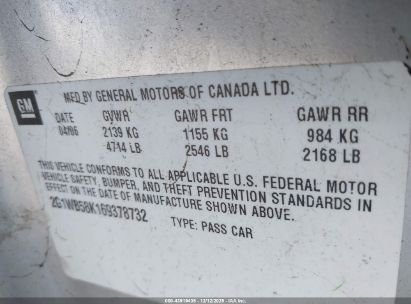 GM
MFD BY GENERAL MOTORS OF CANADA LTD.
DATE GVWR GAWR FRT GAWR RR
04/06 2139 KG 1155 KG 984 KG
4714 LB 2546 LB 2168 LB
THIS VEHICLE CONFORMS TO ALL APPLICABLE U.S. FEDERAL MOTOR
VEHICLE SAFETY, BUMPER, AND THEFT PREVENTION STANDARDS IN
EFFECT ON THE DATE OF MANUFACTURE SHOWN ABOVE.
2G1WB58K169378732
TYPE: PASS CAR